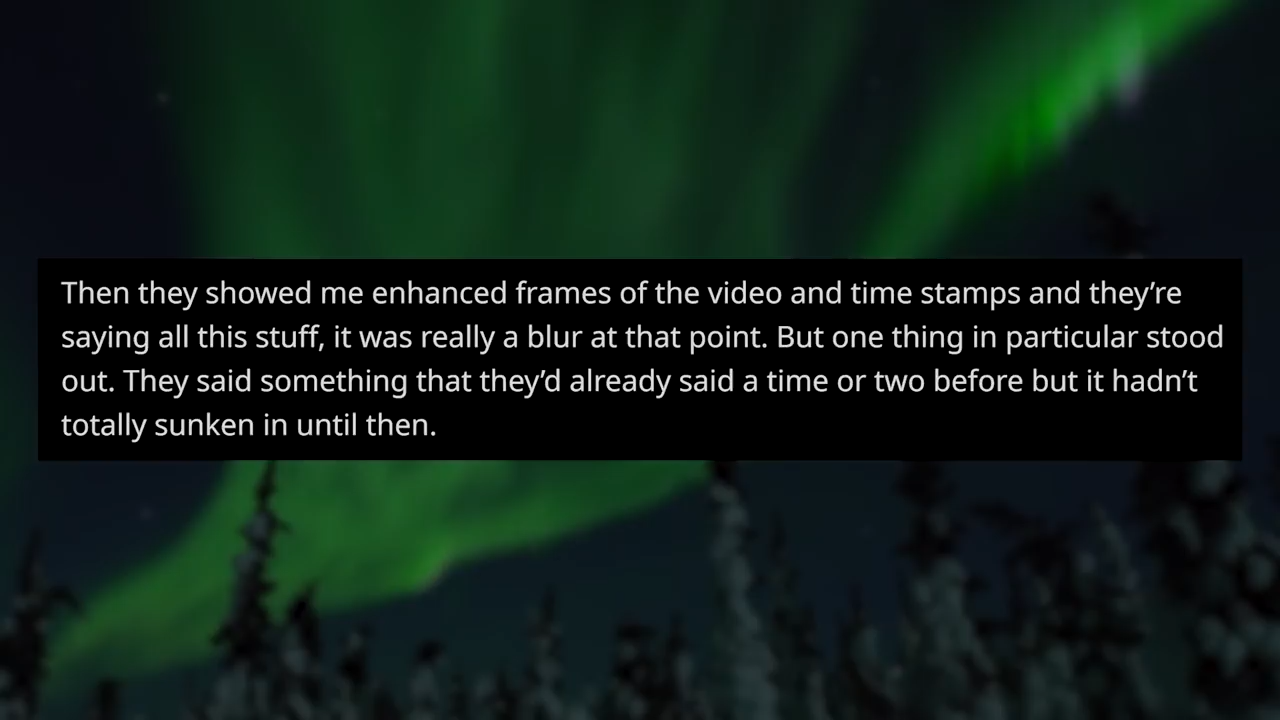 Then they showed me enhanced frames of the video and time stamps and they’re
saying all this stuff, it was really a blur at that point. But one thing in particular stood
out. They said something that they’d already said a time or two before but it hadn’t
totally sunken in until then.